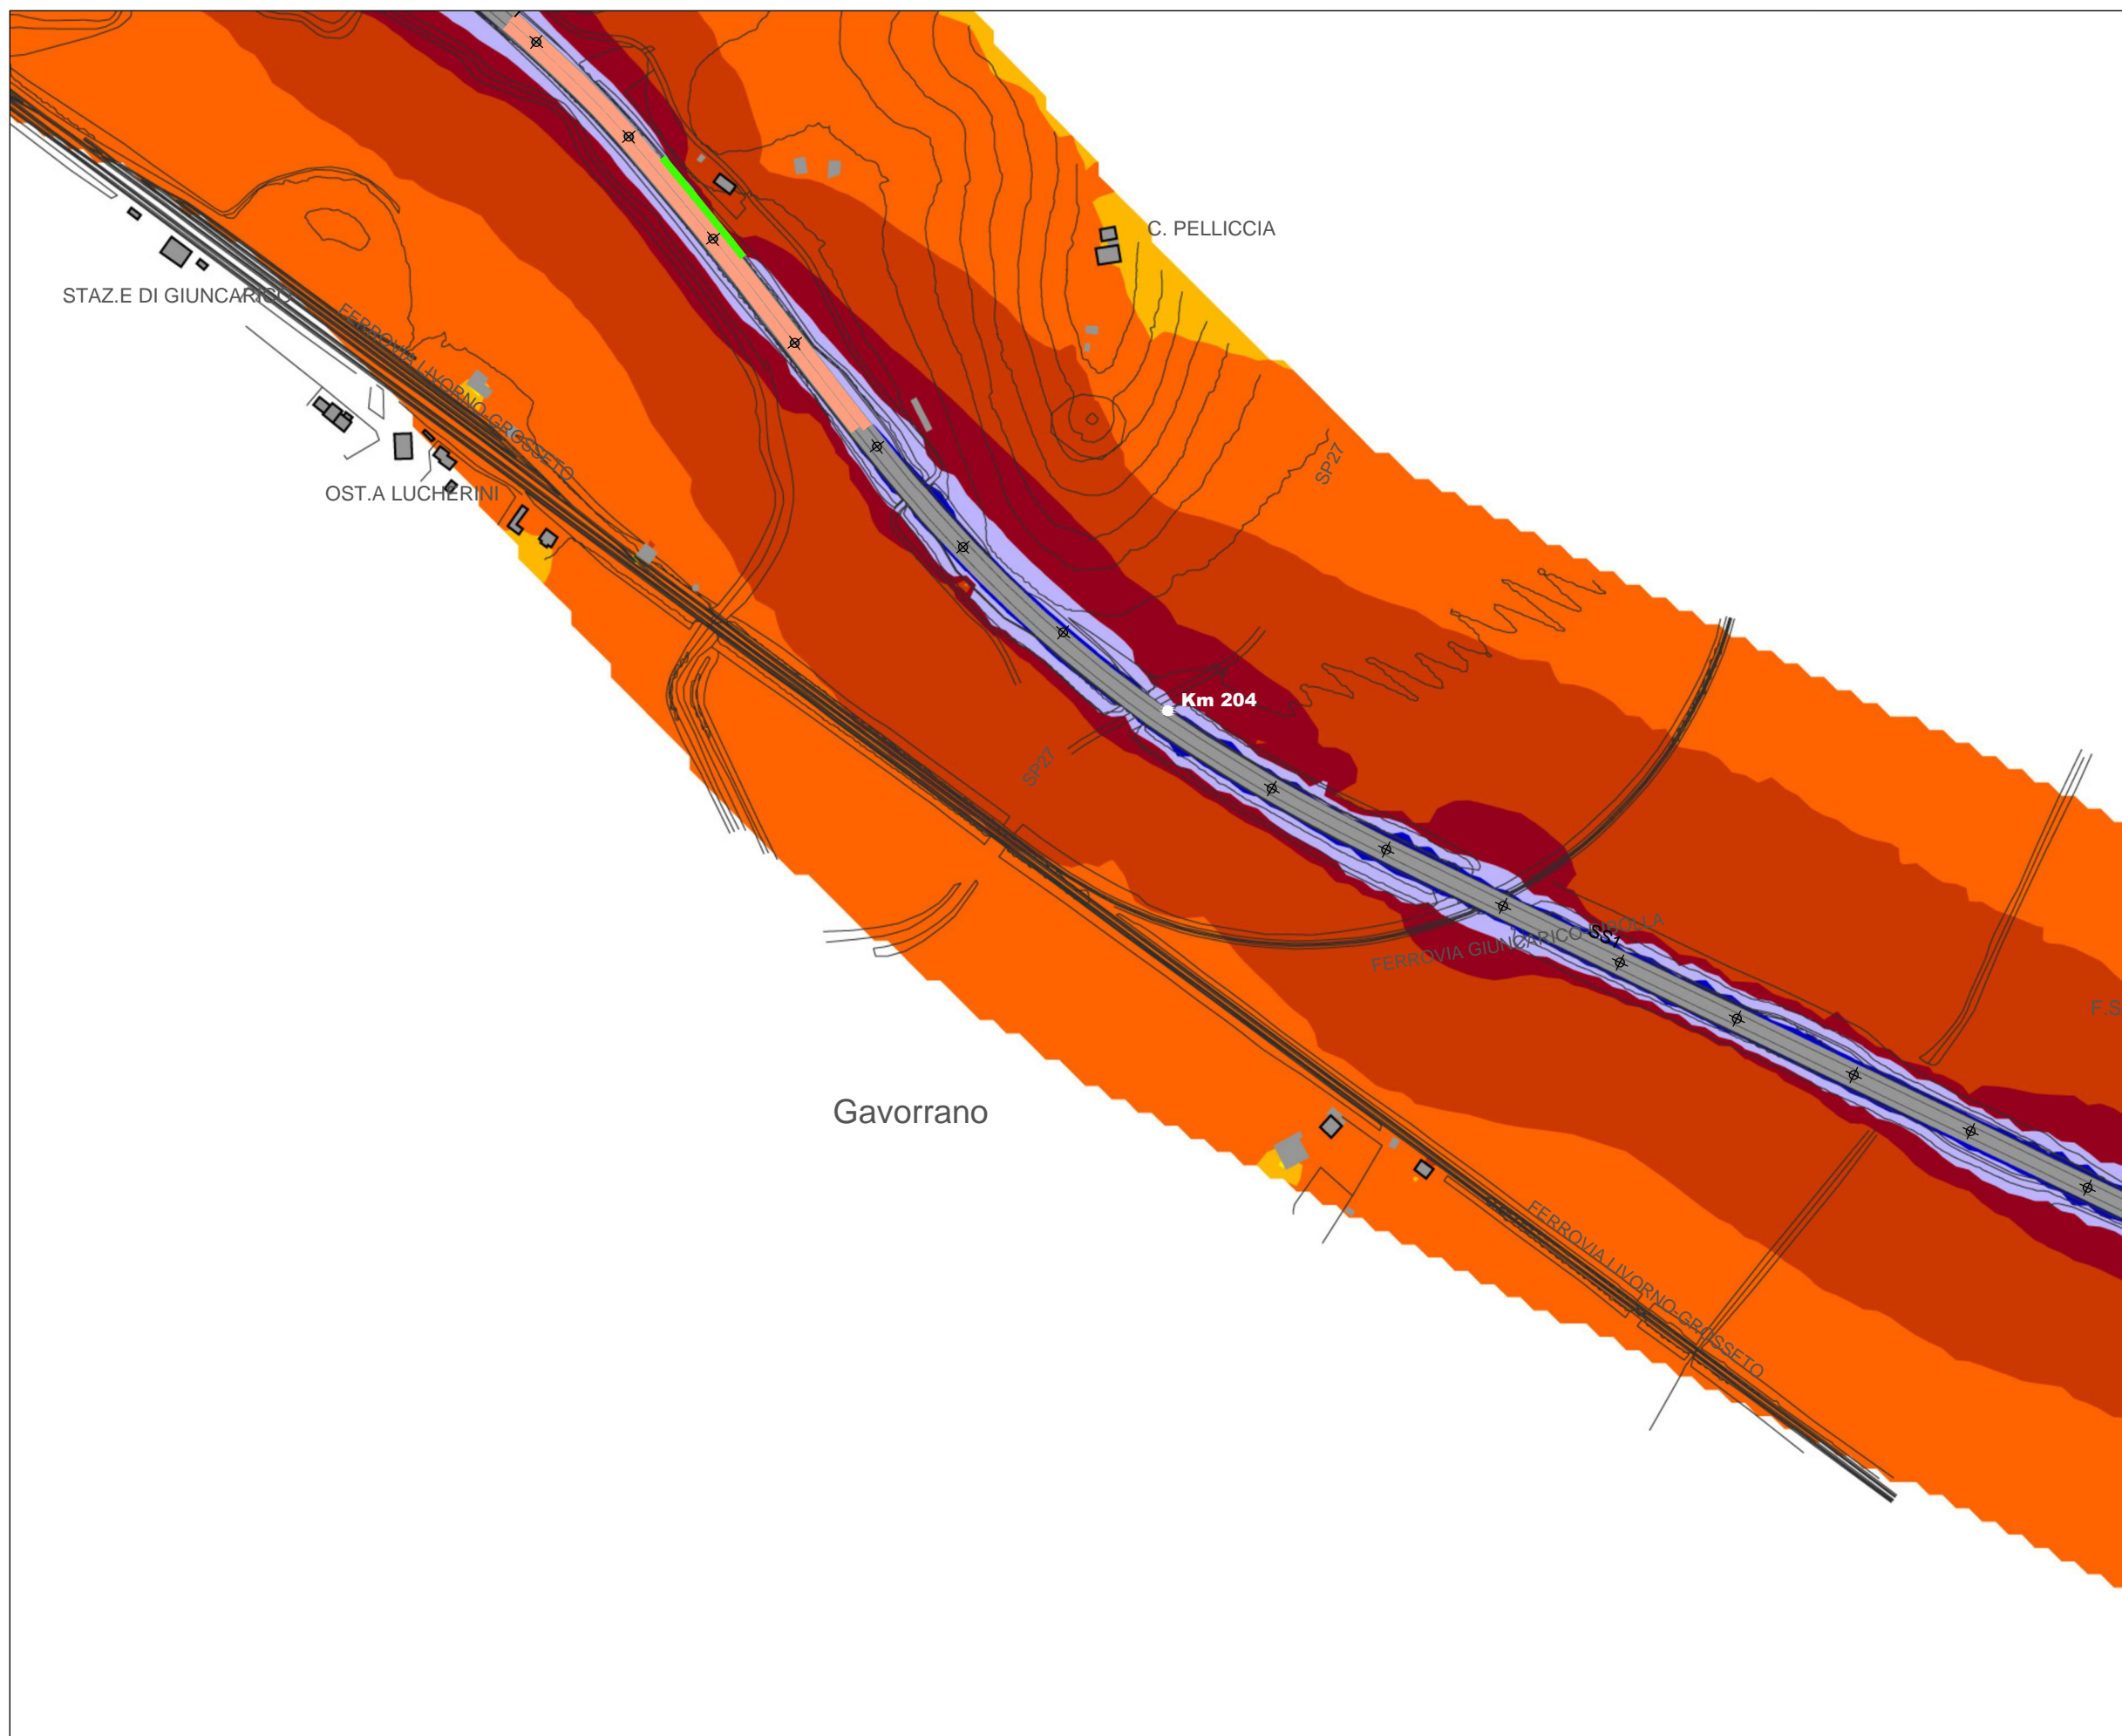 C. PELLICCIA
STAZ.E DI GIUNCARICO
FERROVIA LIVORNO-GROSSETO
SP27
OST.A LUCHERINI
Km 204
SP27
SS1
FERROVIA GIUNCARICO-RIBOLLA
F.S
Gavorrano
FERROVIA LIVORNO-GROSSETO